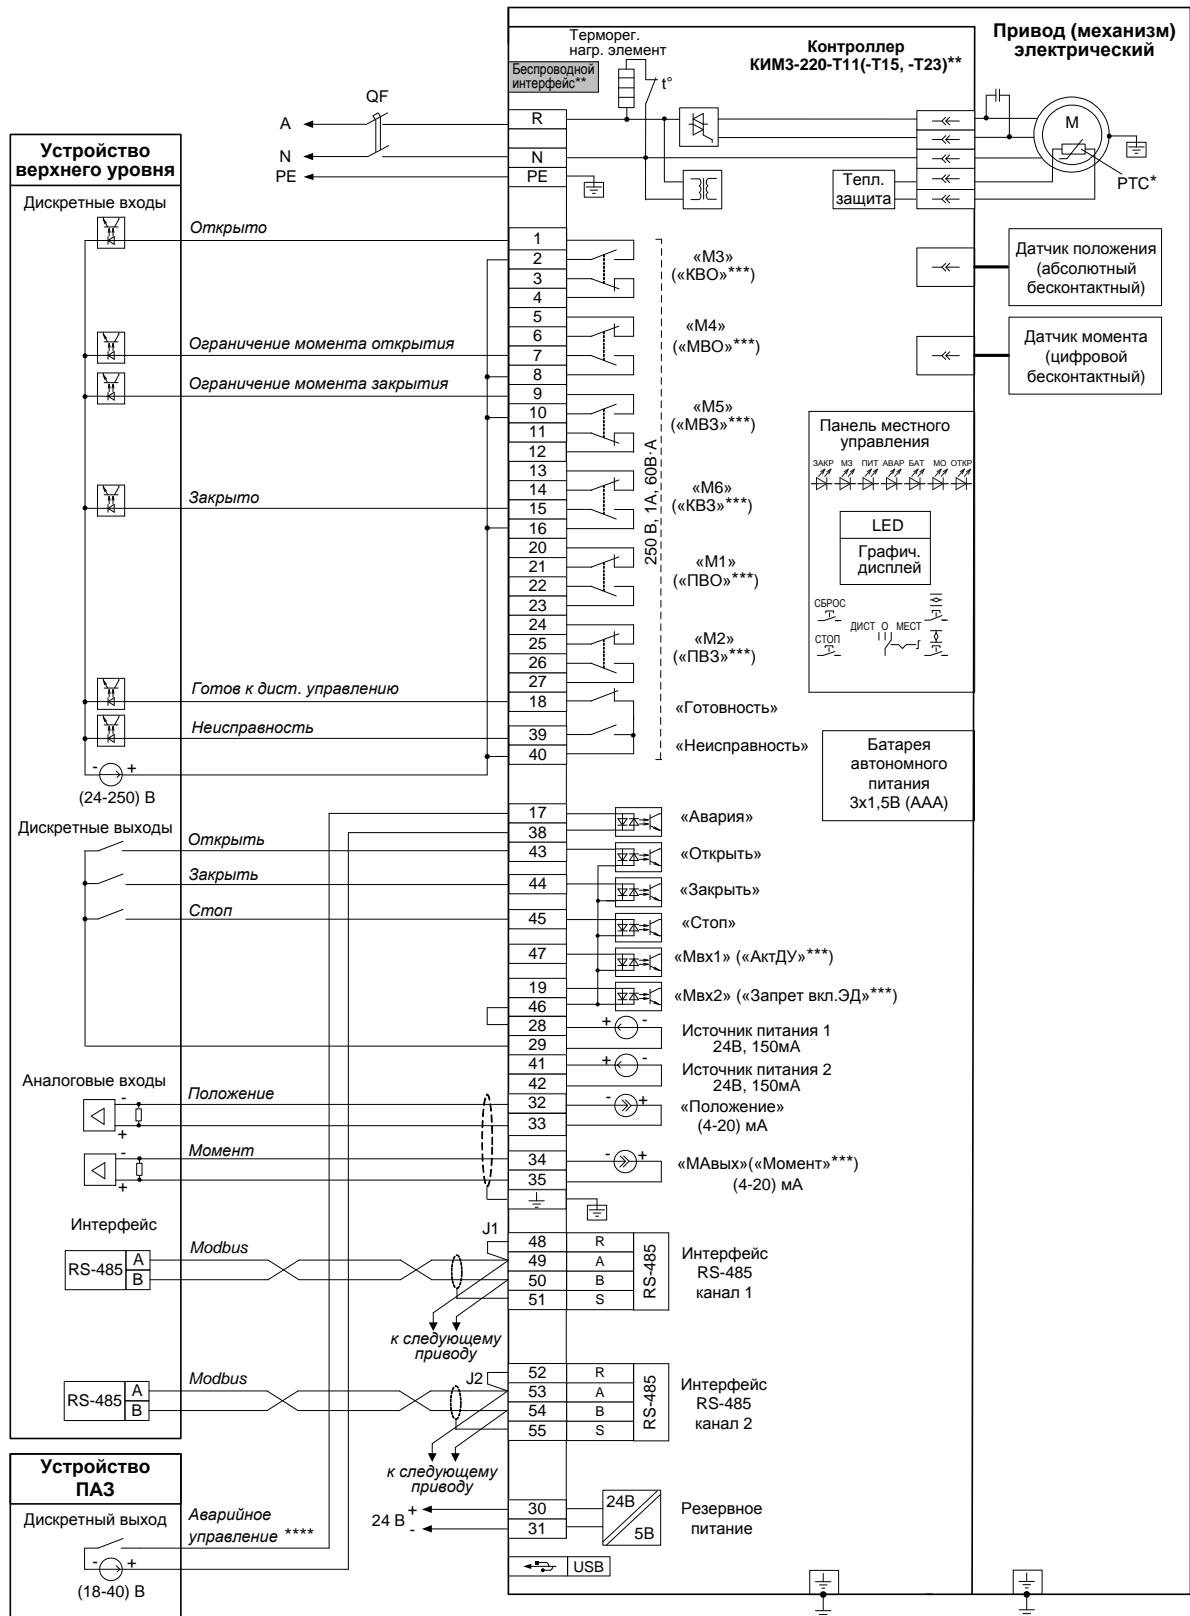 Привод (механизм)
электрический
Контроллер
КИМ3-220-Т11(-Т15, -Т23)**
Терморег.
нагр. элемент
t°
Беспроводной
интерфейс**
QF
A
N
PE
R
N
PE
M
PTC*
Тепл.
защита
Устройство
верхнего уровня
Дискретные входы
Открыто
Ограничение момента открытия
Ограничение момента закрытия
Закрыто
Готов к дист. управлению
Неисправность
- +
(24-250) В
1
2
3
4
5
6
7
8
9
10
11
12
13
14
15
16
20
21
22
23
24
25
26
27
18
39
40
250 В, 1А, 60В·А
«М3»
(«КВО»***)
«М4»
(«МВО»***)
«М5»
(«МВЗ»***)
«М6»
(«КВЗ»***)
«М1»
(«ПВО»***)
«М2»
(«ПВЗ»***)
«Готовность»
«Неисправность»
Датчик положения
(абсолютный
бесконтактный)
Датчик момента
(цифровой
бесконтактный)
Панель местного
управления
ЗАКР МЗ ПИТ АВАР БАТ МО ОТКР
LED
Графич.
дисплей
СБРОС
СТОП
ДИСТ О МЕСТ
Батарея
автономного
питания
3х1,5В (ААА)
Дискретные выходы
Открыть
Закрыть
Стоп
17
38
43
44
45
47
19
46
28
29
41
42
32
33
34
35
«Авария»
«Открыть»
«Закрыть»
«Стоп»
«Мвх1» («АктДУ»***)
«Мвх2» («Запрет вкл.ЭД»***)
+ -
Источник питания 1
24В, 150мА
+ -
Источник питания 2
24В, 150мА
- +
«Положение»
(4-20) мА
- +
«МАвых»(«Момент»***)
(4-20) мА
Аналоговые входы
-
+
Положение
-
+
Момент
Интерфейс
RS-485
A
B
Modbus
J1
48 R
49 A
50 B
51 S
RS-485
Интерфейс
RS-485
канал 1
к следующему
приводу
RS-485
A
B
Modbus
J2
52 R
53 A
54 B
55 S
RS-485
Интерфейс
RS-485
канал 2
к следующему
приводу
Устройство
ПАЗ
Дискретный выход
Аварийное
управление ****
- +
(18-40) В
24 В
+
-
30
31
24В
5В
Резервное
питание
USB